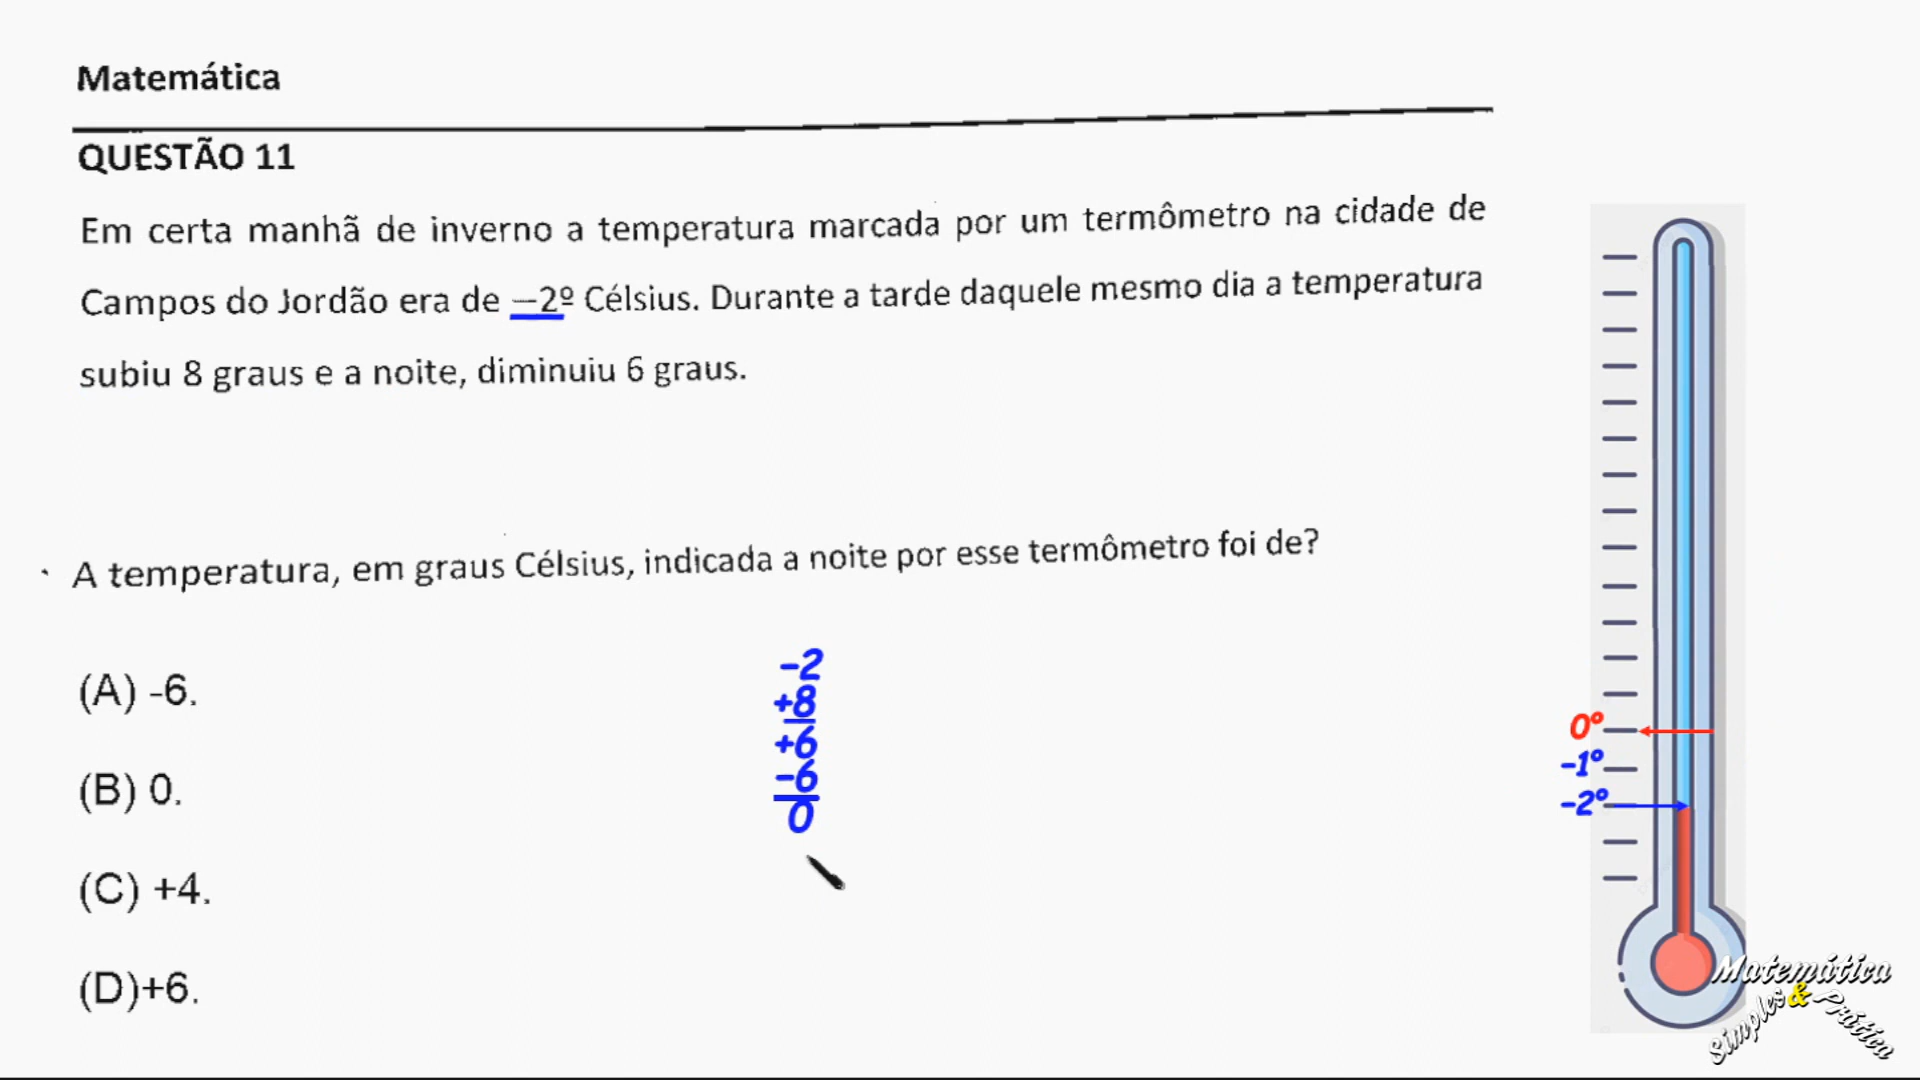 Matemática
QUESTÃO 11
Em certa manhã de inverno a temperatura marcada por um termômetro na cidade de
Campos do Jordão era de −2º Célsius. Durante a tarde daquele mesmo dia a temperatura
subiu 8 graus e a noite, diminuiu 6 graus.
A temperatura, em graus Célsius, indicada a noite por esse termômetro foi de?
(A) -6.
(B) 0.
(C) +4.
(D)+6.
-2
+8
+6
-6
0
0º
-1º
-2º
Matemática
Simples & Prática